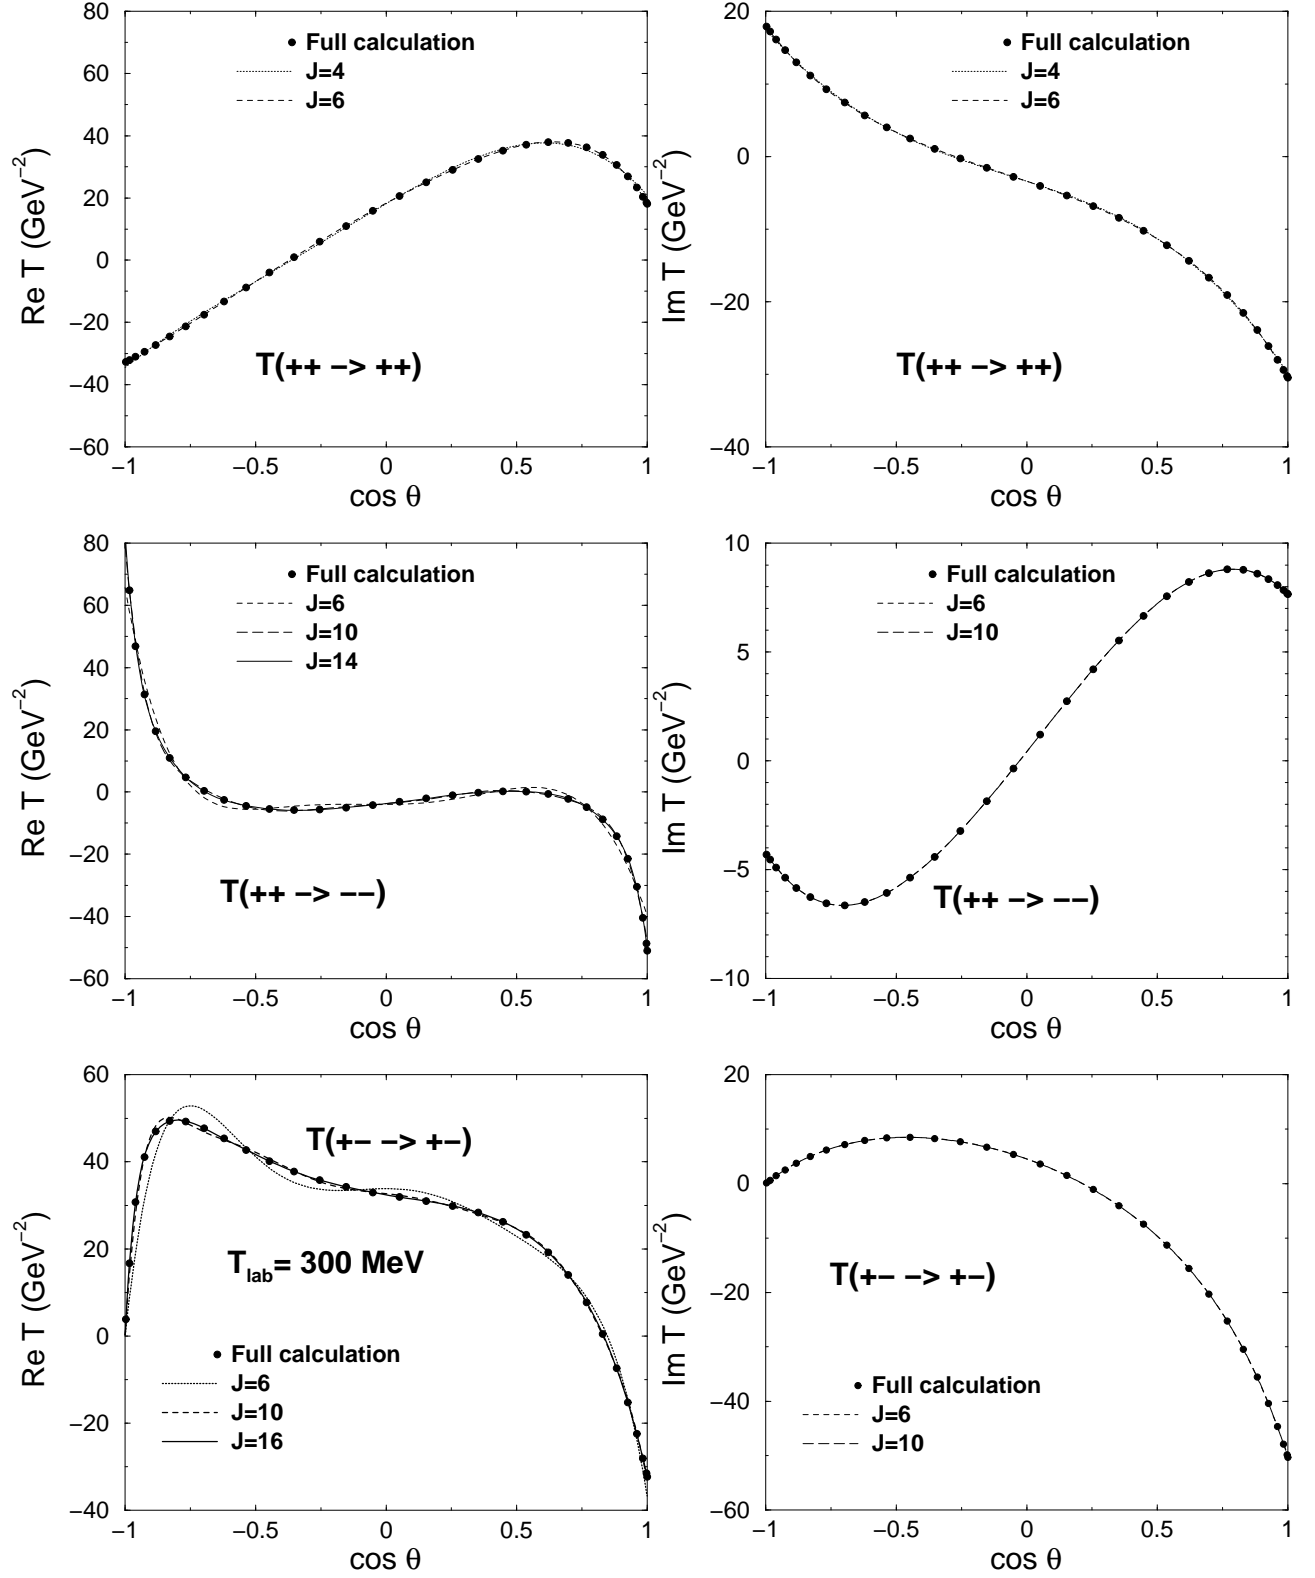 80
60
40
20
0
−20
−40
−60
Re T (GeV⁻²)
Full calculation
J=4
J=6
T(++ −> ++)
−1
−0.5
0
0.5
1
cos θ
20
0
−20
−40
Im T (GeV⁻²)
Full calculation
J=4
J=6
T(++ −> ++)
−1
−0.5
0
0.5
1
cos θ
80
60
40
20
0
−20
−40
−60
Re T (GeV⁻²)
Full calculation
J=6
J=10
J=14
T(++ −> −−)
−1
−0.5
0
0.5
1
cos θ
10
5
0
−5
−10
Im T (GeV⁻²)
Full calculation
J=6
J=10
T(++ −> −−)
−1
−0.5
0
0.5
1
cos θ
60
40
20
0
−20
−40
Re T (GeV⁻²)
T(+− −> +−)
T_lab= 300 MeV
Full calculation
J=6
J=10
J=16
−1
−0.5
0
0.5
1
cos θ
20
0
−20
−40
−60
Im T (GeV⁻²)
T(+− −> +−)
Full calculation
J=6
J=10
−1
−0.5
0
0.5
1
cos θ